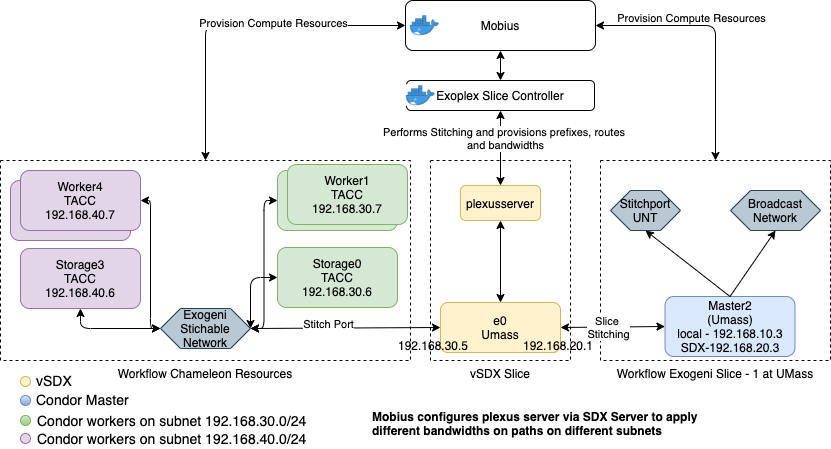 Provision Compute Resources
Mobius
Provision Compute Resources
Exoplex Slice Controller
Performs Stitching and provisions prefixes, routes
and bandwidths
Worker4
TACC
192.168.40.7
Worker1
TACC
192.168.30.7
plexusserver
Stitchport
UNT
Broadcast
Network
Storage3
TACC
192.168.40.6
Storage0
TACC
192.168.30.6
Exogeni
Stichable
Network
Stitch Port
e0
Umass
192.168.30.5
192.168.20.1
Slice
Stitching
Master2
(Umass)
local - 192.168.10.3
SDX-192.168.20.3
Workflow Chameleon Resources
vSDX Slice
Workflow Exogeni Slice - 1 at UMass
vSDX
Condor Master
Condor workers on subnet 192.168.30.0/24
Condor workers on subnet 192.168.40.0/24
Mobius configures plexus server via SDX Server to apply
different bandwidths on paths on different subnets